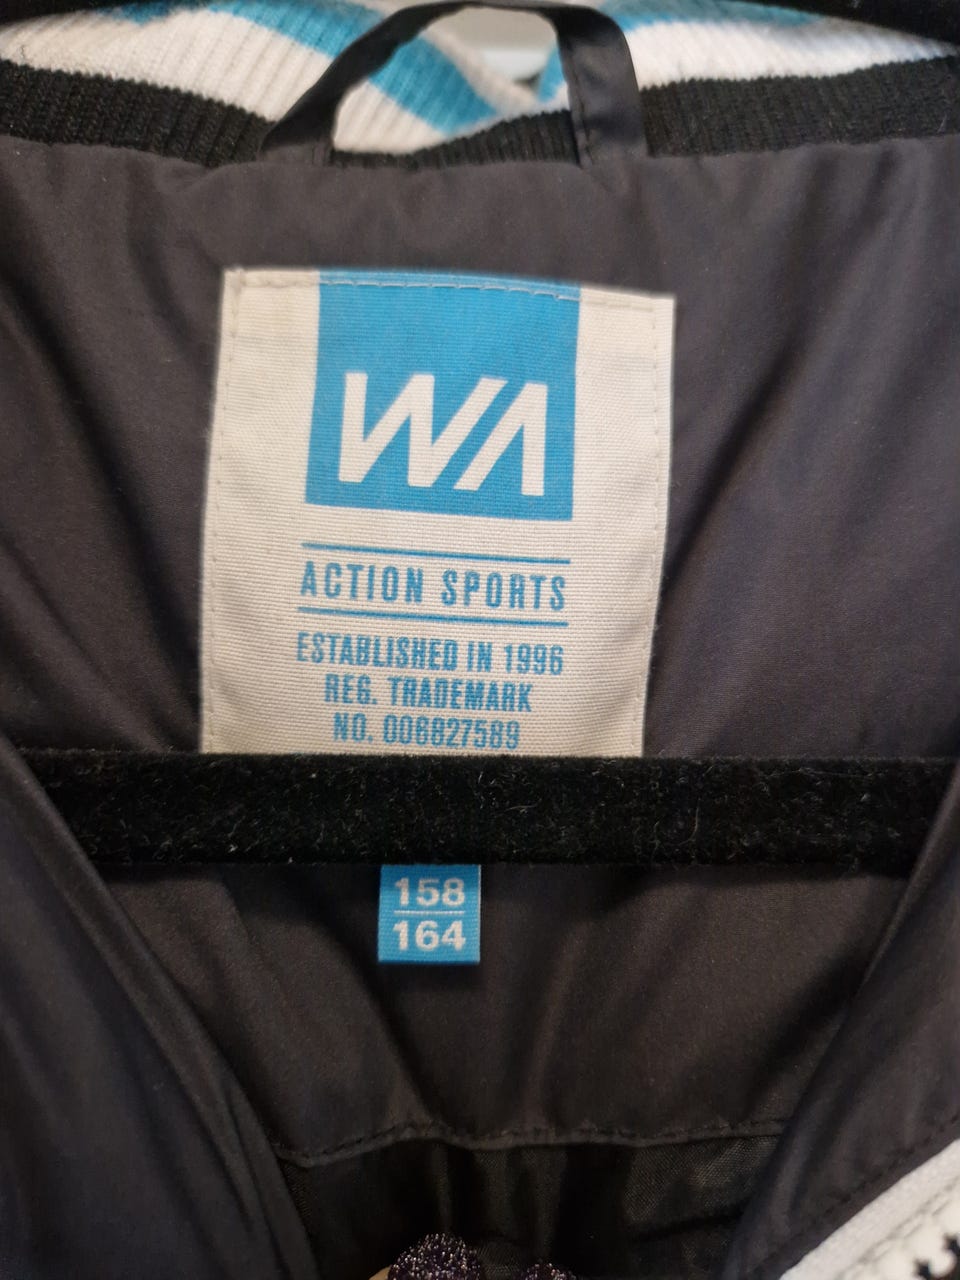 WA
ACTION SPORTS
ESTABLISHED IN 1996
REG. TRADEMARK
NO. 006827589
158
164